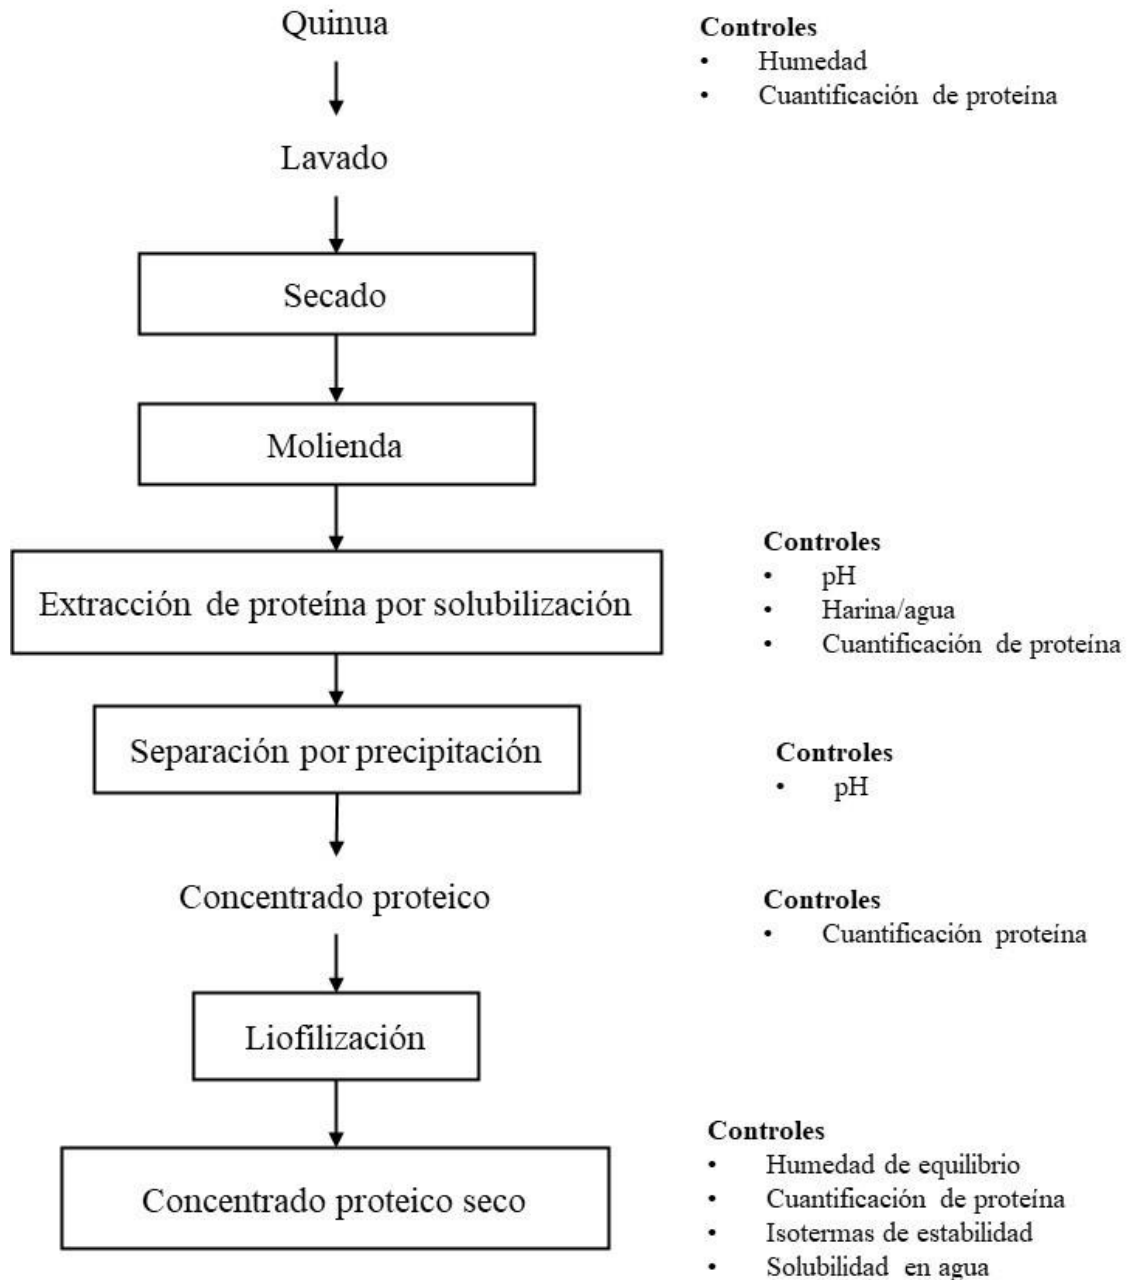 Quinua
Controles
• Humedad
• Cuantificación de proteína
Lavado
Secado
Molienda
Extracción de proteína por solubilización
Controles
• pH
• Harina/agua
• Cuantificación de proteína
Separación por precipitación
Controles
• pH
Concentrado proteico
Controles
• Cuantificación proteína
Liofilización
Concentrado proteico seco
Controles
• Humedad de equilibrio
• Cuantificación de proteína
• Isotermas de estabilidad
• Solubilidad en agua